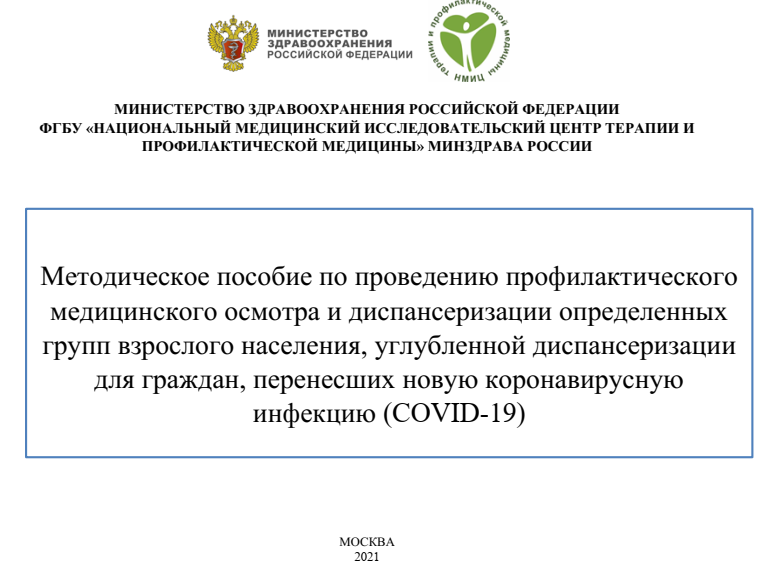 МИНИСТЕРСТВО
ЗДРАВООХРАНЕНИЯ
РОССИЙСКОЙ ФЕДЕРАЦИИ
НМИЦ терапии и профилактической медицины
МИНИСТЕРСТВО ЗДРАВООХРАНЕНИЯ РОССИЙСКОЙ ФЕДЕРАЦИИ
ФГБУ «НАЦИОНАЛЬНЫЙ МЕДИЦИНСКИЙ ИССЛЕДОВАТЕЛЬСКИЙ ЦЕНТР ТЕРАПИИ И
ПРОФИЛАКТИЧЕСКОЙ МЕДИЦИНЫ» МИНЗДРАВА РОССИИ
Методическое пособие по проведению профилактического
медицинского осмотра и диспансеризации определенных
групп взрослого населения, углубленной диспансеризации
для граждан, перенесших новую коронавирусную
инфекцию (COVID-19)
МОСКВА
2021